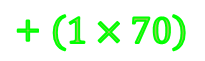 + (1 × 70)